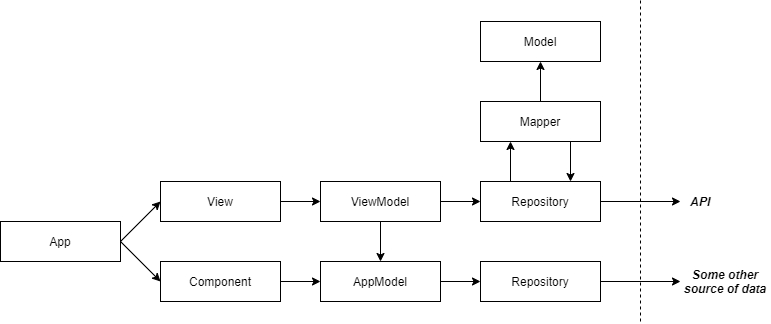 Model
Mapper
View
ViewModel
Repository
API
App
Component
AppModel
Repository
Some other
source of data